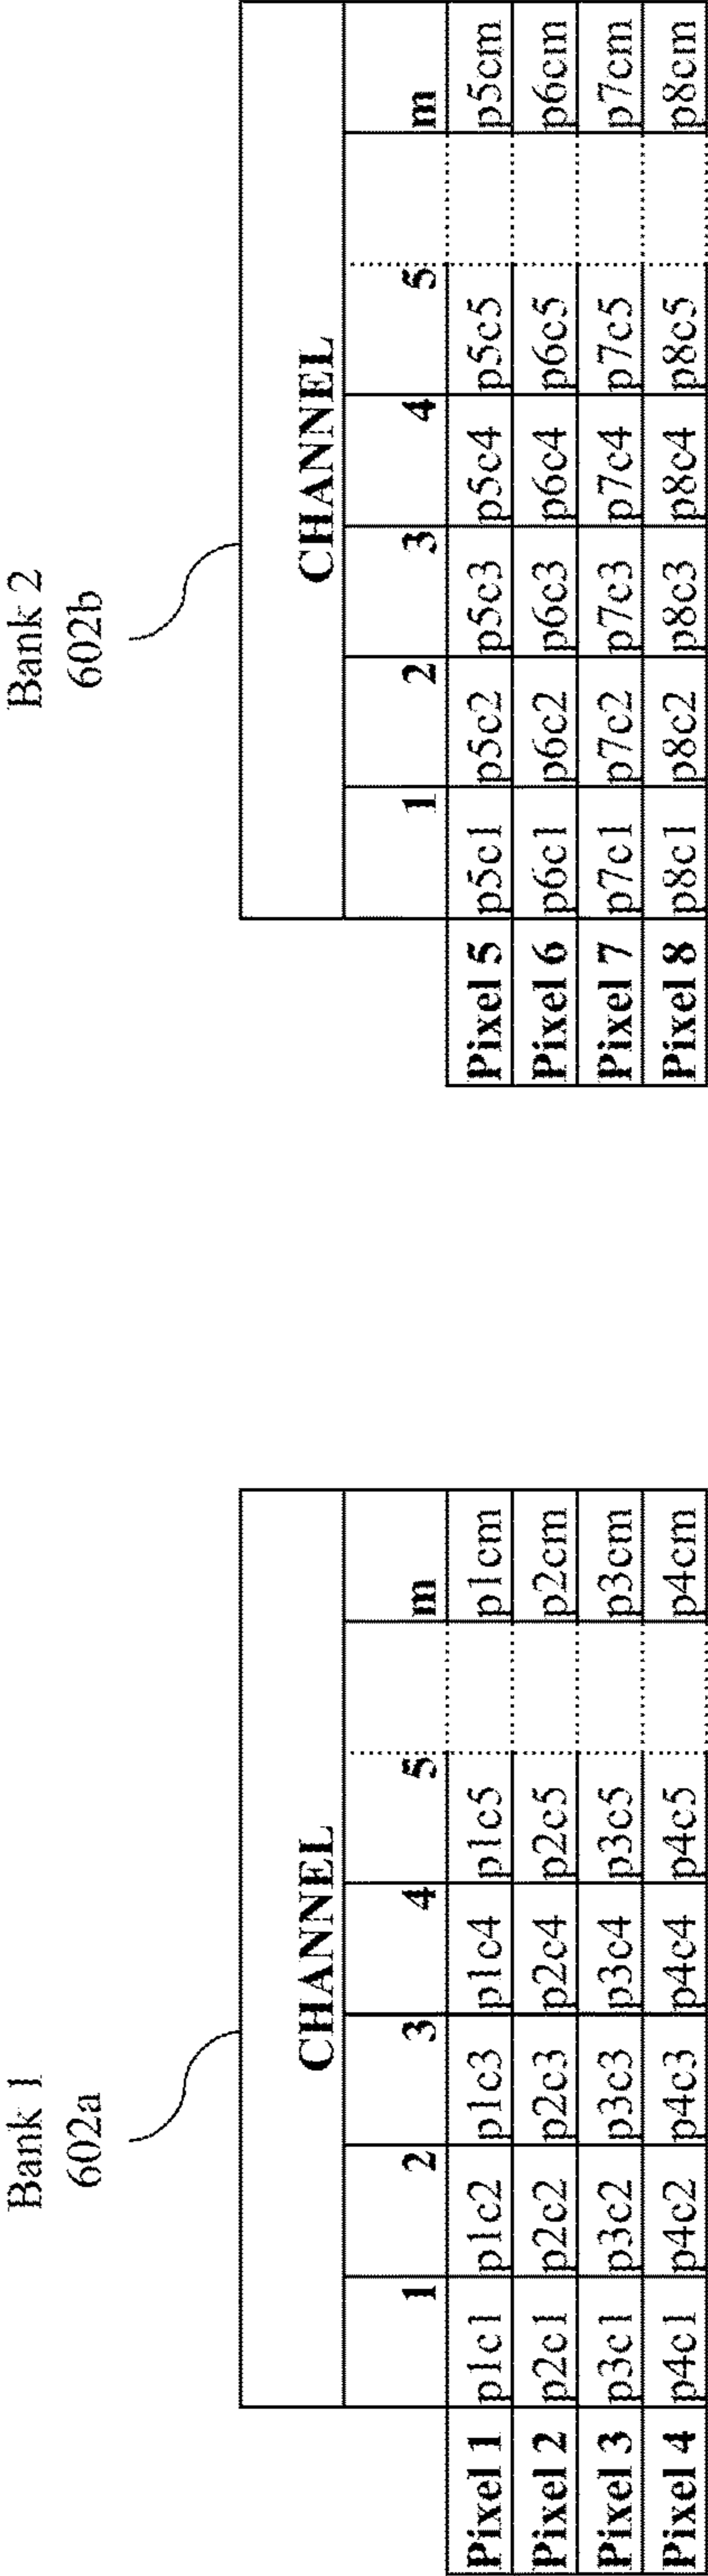 Bank 1
602a
CHANNEL
1 2 3 4 5 m
Pixel 1 p1c1 p1c2 p1c3 p1c4 p1c5 p1cm
Pixel 2 p2c1 p2c2 p2c3 p2c4 p2c5 p2cm
Pixel 3 p3c1 p3c2 p3c3 p3c4 p3c5 p3cm
Pixel 4 p4c1 p4c2 p4c3 p4c4 p4c5 p4cm
Bank 2
602b
CHANNEL
1 2 3 4 5 m
Pixel 5 p5c1 p5c2 p5c3 p5c4 p5c5 p5cm
Pixel 6 p6c1 p6c2 p6c3 p6c4 p6c5 p6cm
Pixel 7 p7c1 p7c2 p7c3 p7c4 p7c5 p7cm
Pixel 8 p8c1 p8c2 p8c3 p8c4 p8c5 p8cm